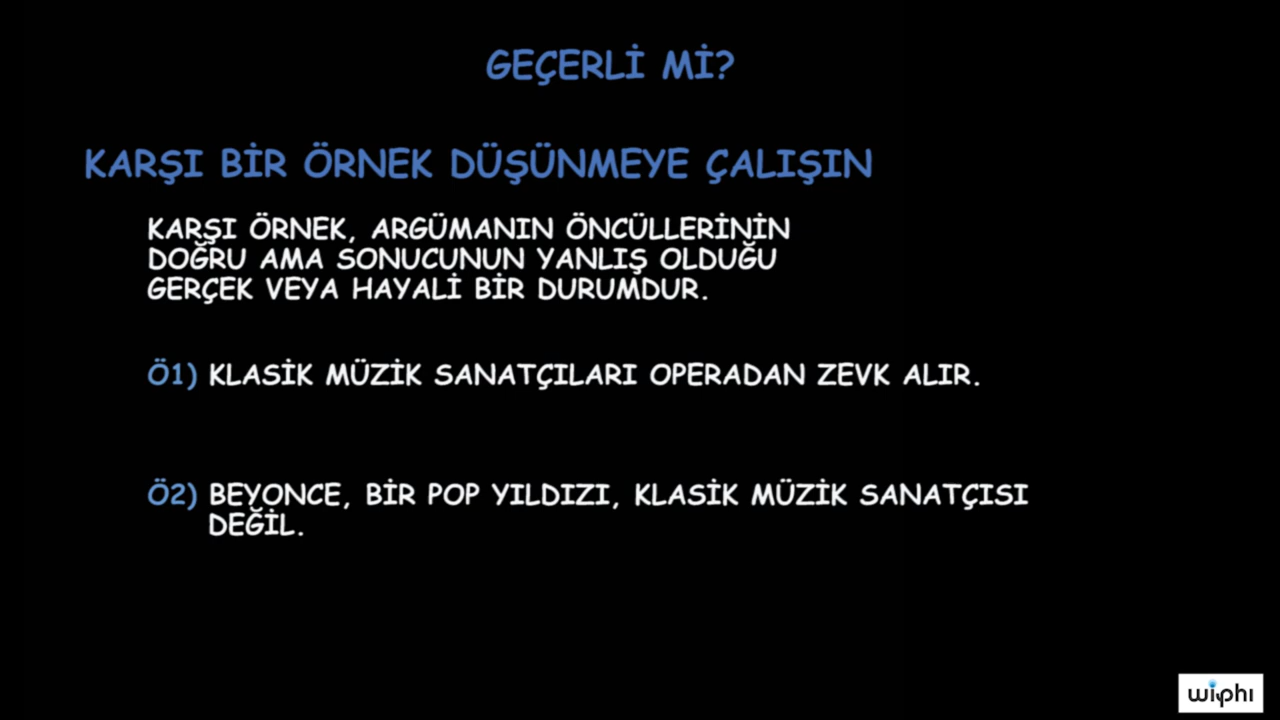 GEÇERLİ Mİ?
KARŞI BİR ÖRNEK DÜŞÜNMEYE ÇALIŞIN
KARŞI ÖRNEK, ARGÜMANIN ÖNCÜLLERİNİN
DOĞRU AMA SONUCUNUN YANLIŞ OLDUĞU
GERÇEK VEYA HAYALİ BİR DURUMDUR.
Ö1) KLASİK MÜZİK SANATÇILARI OPERADAN ZEVK ALIR.
Ö2) BEYONCE, BİR POP YILDIZI, KLASİK MÜZİK SANATÇISI
DEĞİL.
wiphi